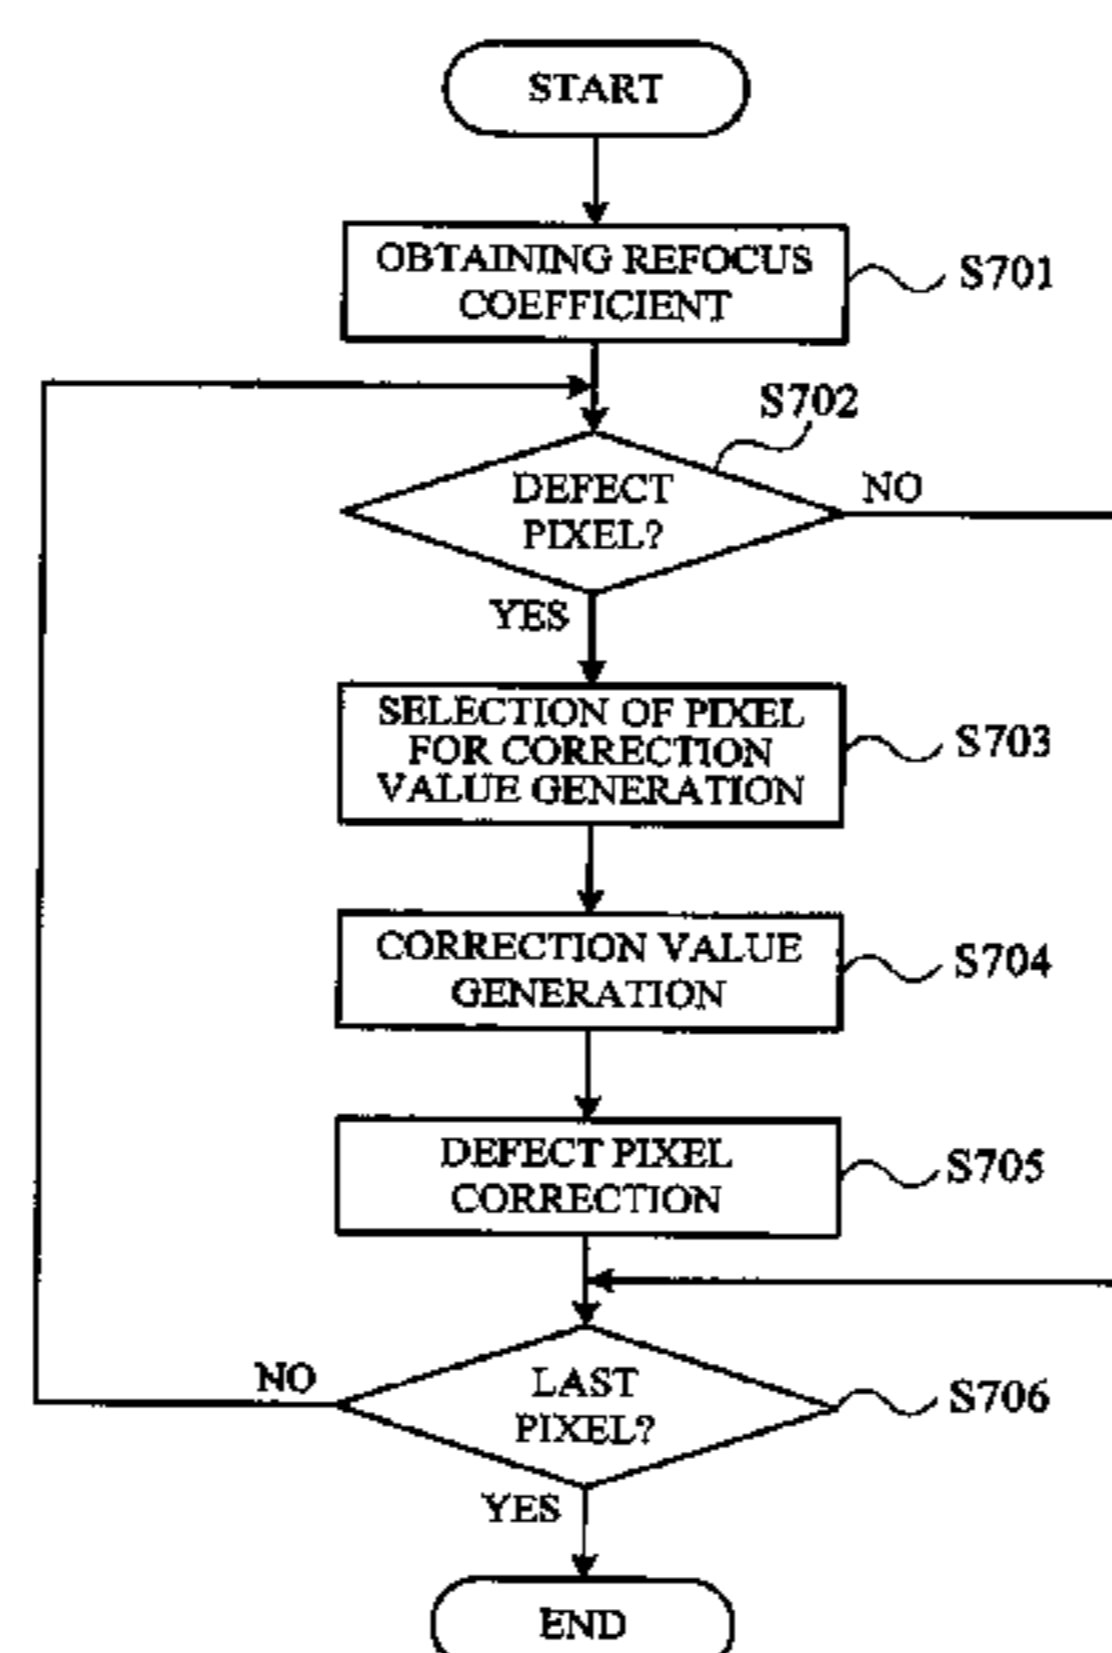 START
OBTAINING REFOCUS
COEFFICIENT
S701
S702
DEFECT
PIXEL?
NO
YES
SELECTION OF PIXEL
FOR CORRECTION
VALUE GENERATION
S703
CORRECTION VALUE
GENERATION
S704
DEFECT PIXEL
CORRECTION
S705
NO
LAST
PIXEL?
S706
YES
END